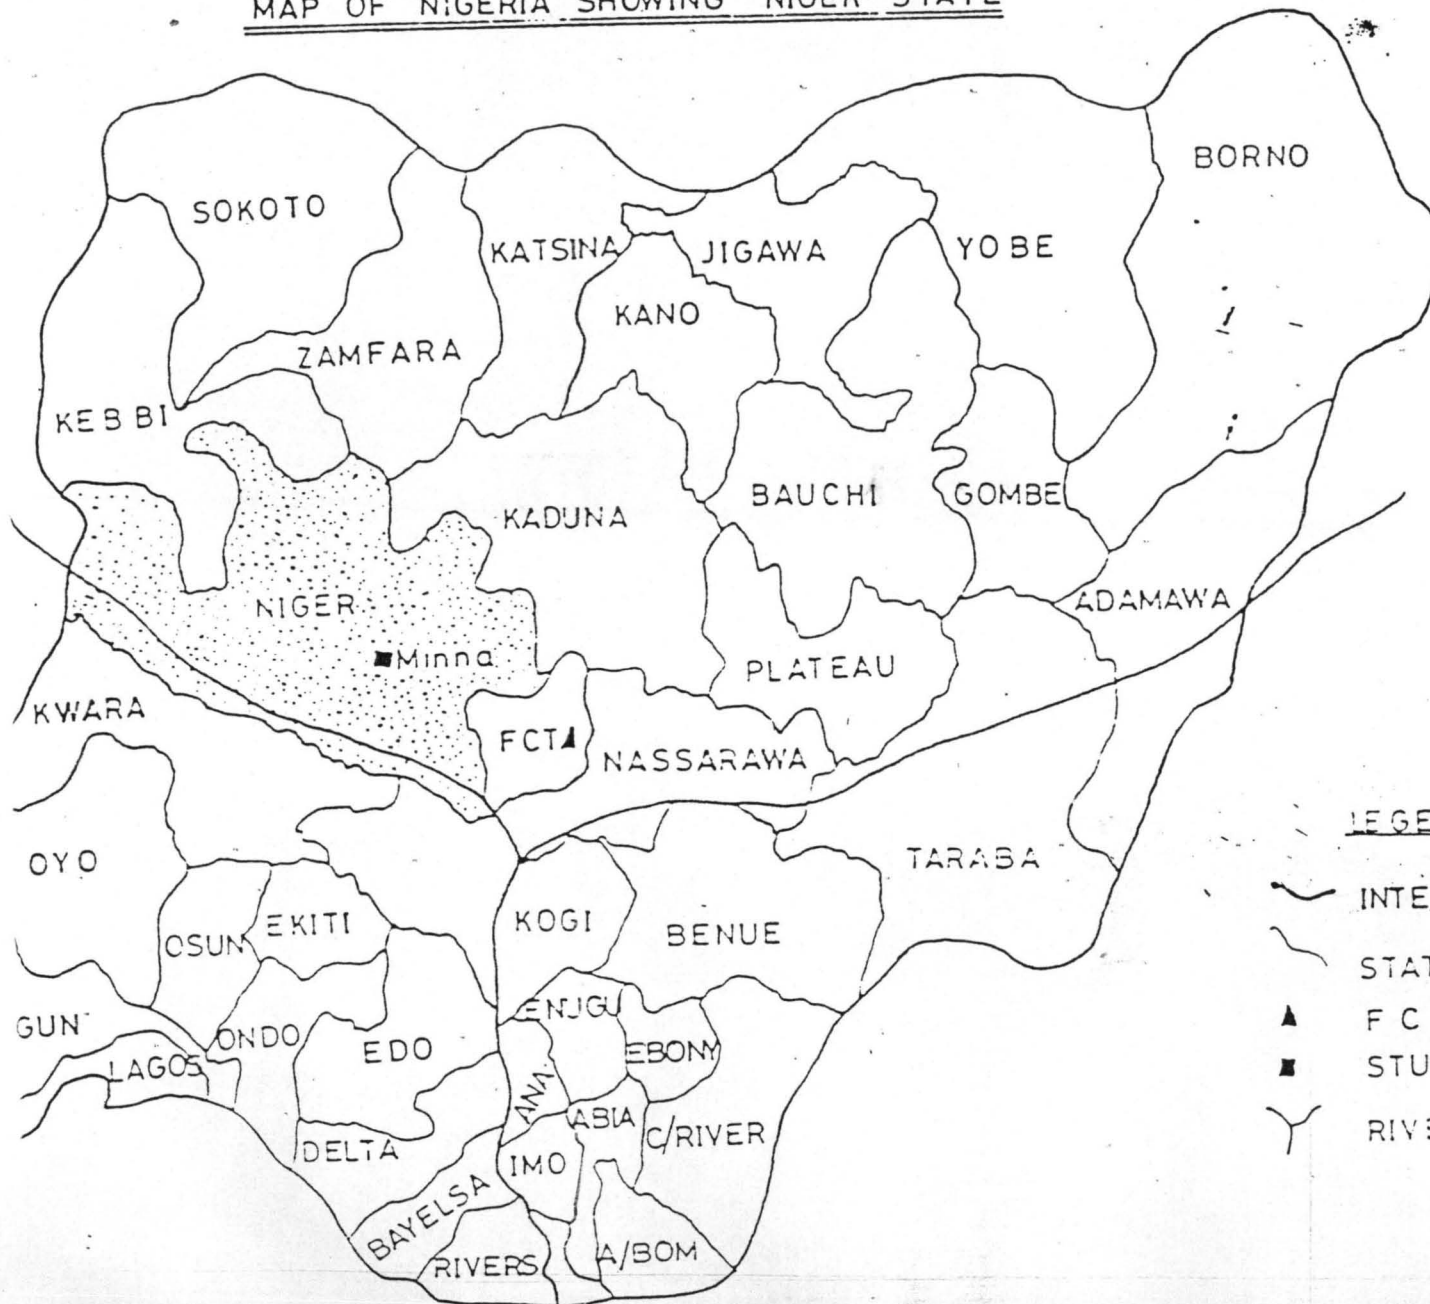 MAP OF NIGERIA SHOWING NIGER STATE
BORNO
SOKOTO
KATSINA
JIGAWA
YOBE
KANO
ZAMFARA
KEBBI
BAUCHI
GOMBE
KADUNA
NIGER
ADAMAWA
Minna
PLATEAU
KWARA
FCT
NASSARAWA
LEGE
OYO
TARABA
INTE
KOGI
OSUN
EKITI
BENUE
STAT
ENUGU
GUN
ONDO
EDO
EBONY
F C
LAGOS
STU
ANA.
ABIA
C/RIVER
RIVE
DELTA
IMO
BAYELSA
RIVERS
A/BOM